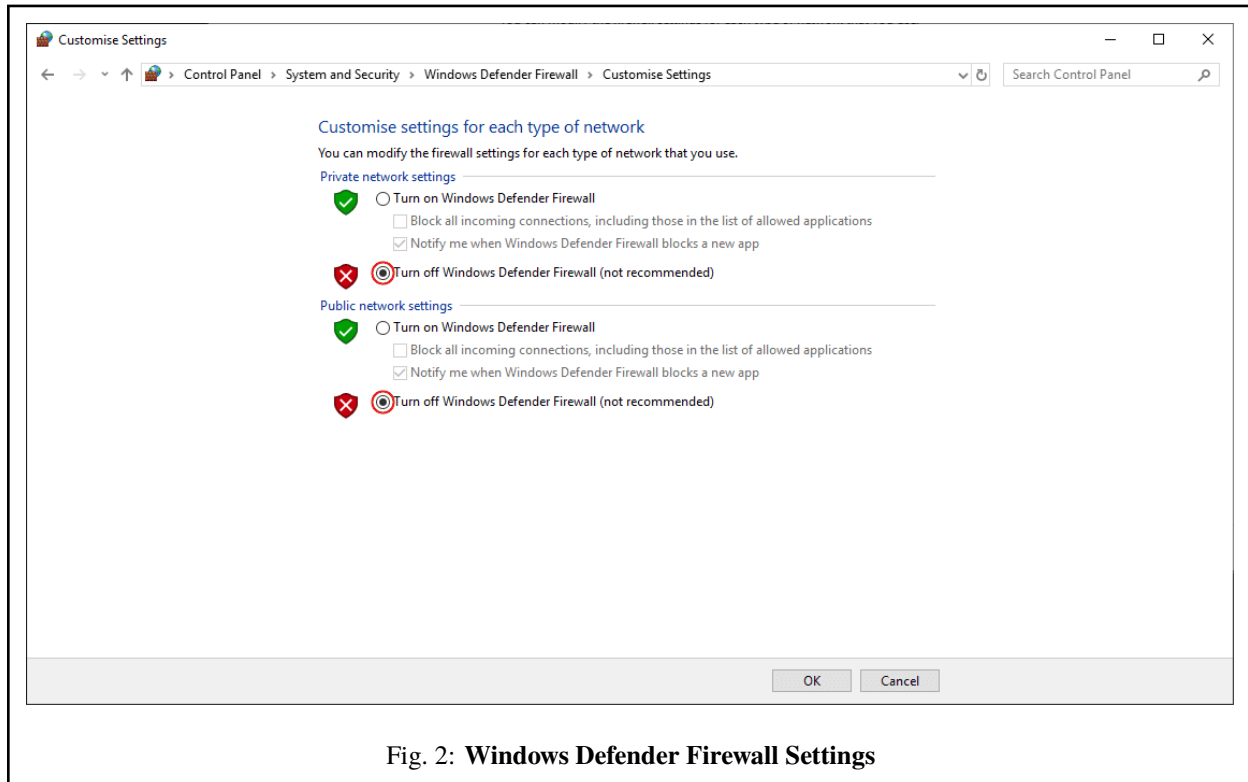 Customise Settings
Control Panel > System and Security > Windows Defender Firewall > Customise Settings
Search Control Panel
Customise settings for each type of network
You can modify the firewall settings for each type of network that you use.
Private network settings
Turn on Windows Defender Firewall
Block all incoming connections, including those in the list of allowed applications
Notify me when Windows Defender Firewall blocks a new app
Turn off Windows Defender Firewall (not recommended)
Public network settings
Turn on Windows Defender Firewall
Block all incoming connections, including those in the list of allowed applications
Notify me when Windows Defender Firewall blocks a new app
Turn off Windows Defender Firewall (not recommended)
OK Cancel
Fig. 2: Windows Defender Firewall Settings